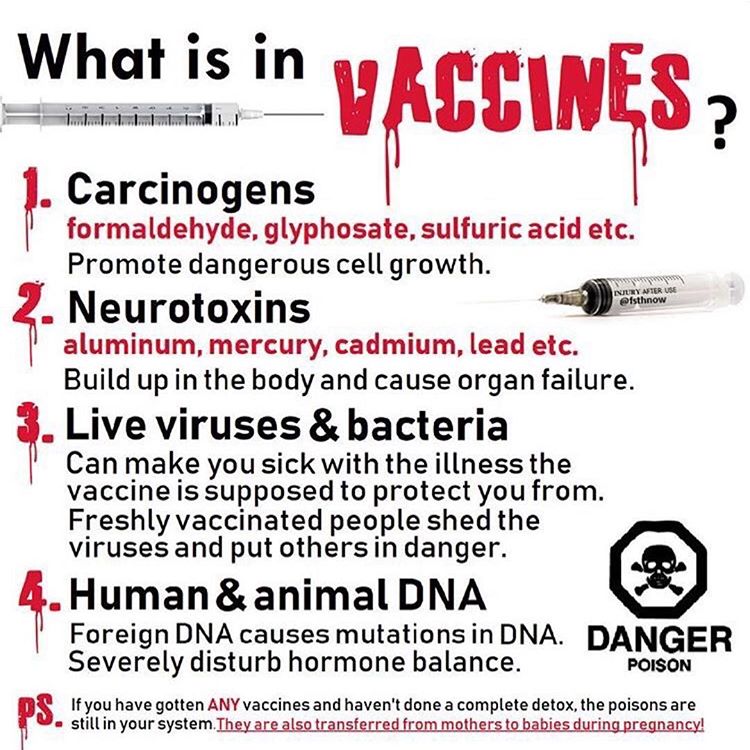 What is in VACCINES?
1. Carcinogens
formaldehyde, glyphosate, sulfuric acid etc.
Promote dangerous cell growth.
INJURY AFTER USE
@fsthnow
2. Neurotoxins
aluminum, mercury, cadmium, lead etc.
Build up in the body and cause organ failure.
3. Live viruses & bacteria
Can make you sick with the illness the
vaccine is supposed to protect you from.
Freshly vaccinated people shed the
viruses and put others in danger.
4. Human & animal DNA
Foreign DNA causes mutations in DNA.
Severely disturb hormone balance.
DANGER
POISON
PS. If you have gotten ANY vaccines and haven't done a complete detox, the poisons are
still in your system.They are also transferred from mothers to babies during pregnancy!